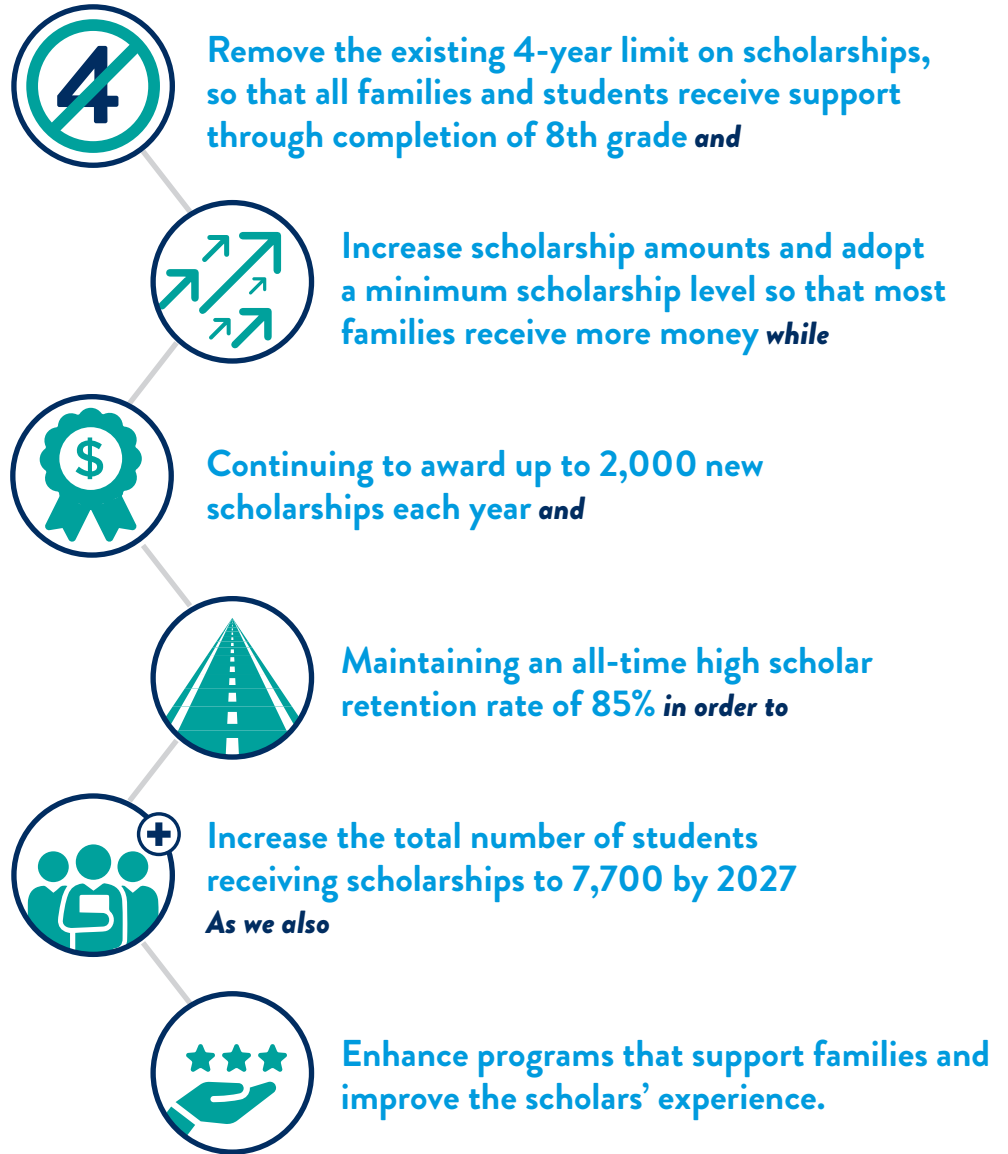 4
Remove the existing 4-year limit on scholarships,
so that all families and students receive support
through completion of 8th grade and
Increase scholarship amounts and adopt
a minimum scholarship level so that most
families receive more money while
$
Continuing to award up to 2,000 new
scholarships each year and
Maintaining an all-time high scholar
retention rate of 85% in order to
Increase the total number of students
receiving scholarships to 7,700 by 2027
As we also
Enhance programs that support families and
improve the scholars’ experience.